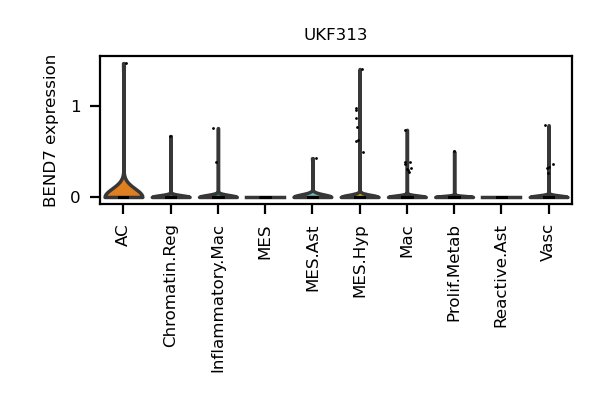 UKF313
BEND7 expression
1
0
AC
Chromatin.Reg
Inflammatory.Mac
MES
MES.Ast
MES.Hyp
Mac
Prolif.Metab
Reactive.Ast
Vasc